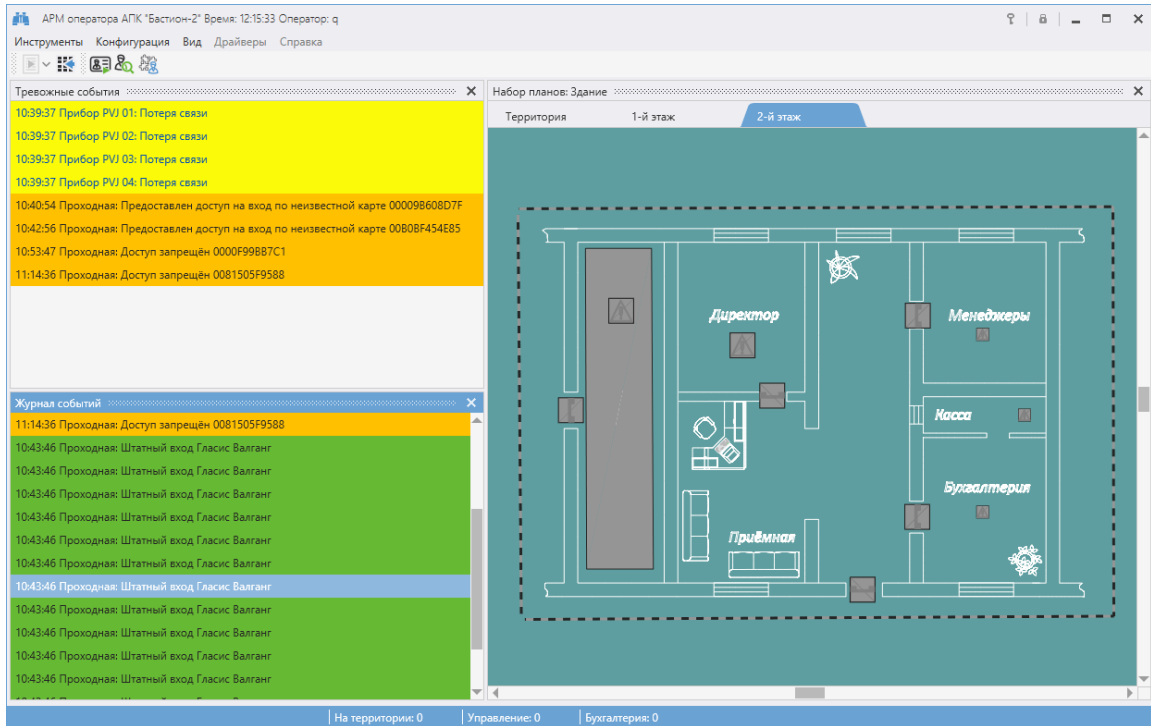 АРМ оператора АПК "Бастион-2" Время: 12:15:33 Оператор: q
Инструменты Конфигурация Вид Драйверы Справка
Тревожные события
10:39:37 Прибор PVJ 01: Потеря связи
10:39:37 Прибор PVJ 02: Потеря связи
10:39:37 Прибор PVJ 03: Потеря связи
10:39:37 Прибор PVJ 04: Потеря связи
10:40:54 Проходная: Предоставлен доступ на вход по неизвестной карте 00009B608D7F
10:42:56 Проходная: Предоставлен доступ на вход по неизвестной карте 00B0BF454E85
10:53:47 Проходная: Доступ запрещён 0000F99BB7C1
11:14:36 Проходная: Доступ запрещён 0081505F9588
Журнал событий
11:14:36 Проходная: Доступ запрещён 0081505F9588
10:43:46 Проходная: Штатный вход Гласис Валганг
10:43:46 Проходная: Штатный вход Гласис Валганг
10:43:46 Проходная: Штатный вход Гласис Валганг
10:43:46 Проходная: Штатный вход Гласис Валганг
10:43:46 Проходная: Штатный вход Гласис Валганг
10:43:46 Проходная: Штатный вход Гласис Валганг
10:43:46 Проходная: Штатный вход Гласис Валганг
10:43:46 Проходная: Штатный вход Гласис Валганг
10:43:46 Проходная: Штатный вход Гласис Валганг
10:43:46 Проходная: Штатный вход Гласис Валганг
10:43:46 Проходная: Штатный вход Гласис Валганг
Набор планов: Здание
Территория 1-й этаж 2-й этаж
Директор
Менеджеры
Касса
Бухгалтерия
Приёмная
На территории: 0 Управление: 0 Бухгалтерия: 0